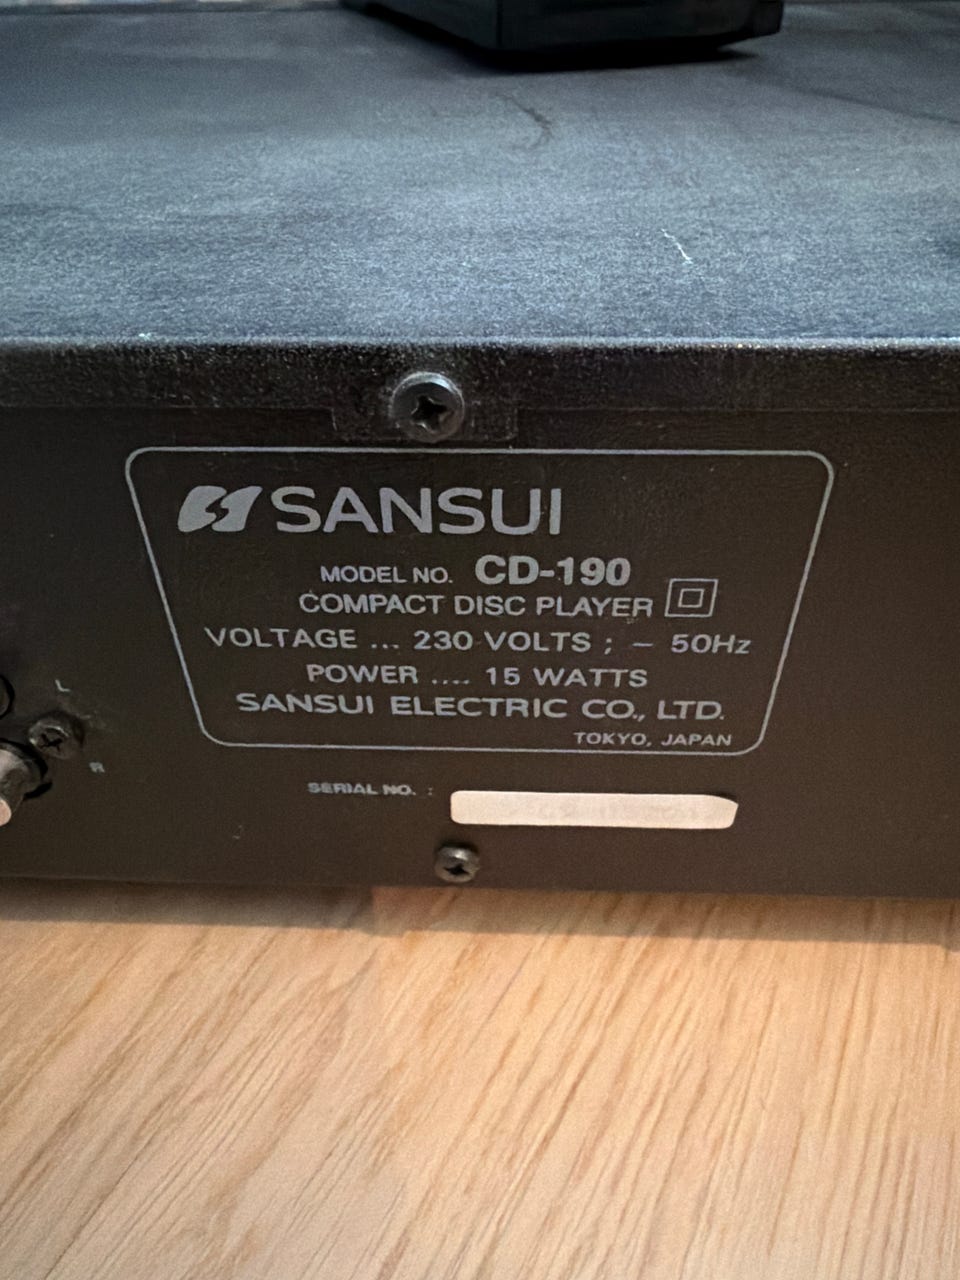 SANSUI
MODEL NO. CD-190
COMPACT DISC PLAYER
VOLTAGE ... 230 VOLTS ; ~ 50Hz
POWER .... 15 WATTS
SANSUI ELECTRIC CO., LTD.
TOKYO, JAPAN
L
R
SERIAL NO. :